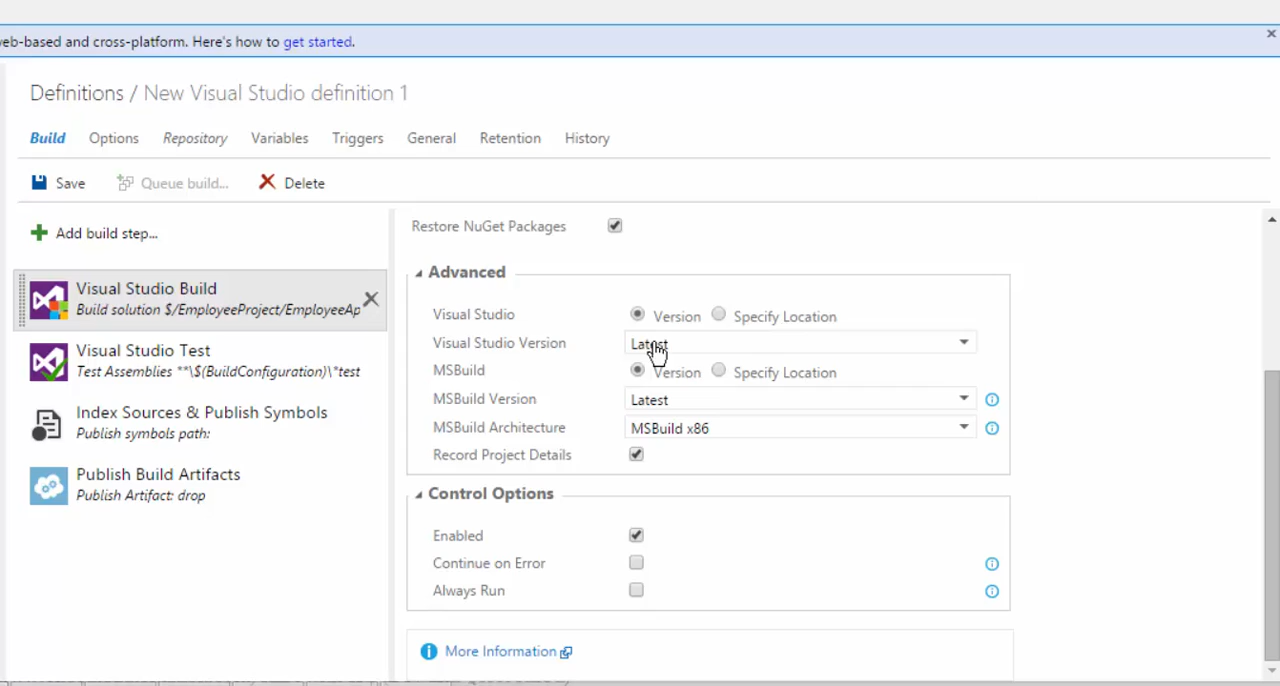 web-based and cross-platform. Here's how to get started.
Definitions / New Visual Studio definition 1
Build Options Repository Variables Triggers General Retention History
Save Queue build... Delete
Add build step...
Visual Studio Build
Build solution $/EmployeeProject/EmployeeAp
Visual Studio Test
Test Assemblies **\$(BuildConfiguration)\*test
Index Sources & Publish Symbols
Publish symbols path:
Publish Build Artifacts
Publish Artifact: drop
Restore NuGet Packages
Advanced
Visual Studio Version Specify Location
Visual Studio Version Latest
MSBuild Version Specify Location
MSBuild Version Latest
MSBuild Architecture MSBuild x86
Record Project Details
Control Options
Enabled
Continue on Error
Always Run
More Information